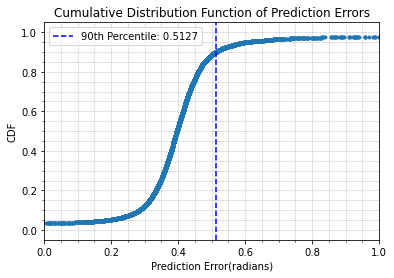 Cumulative Distribution Function of Prediction Errors
90th Percentile: 0.5127
CDF
1.0
0.8
0.6
0.4
0.2
0.0
0.0 0.2 0.4 0.6 0.8 1.0
Prediction Error(radians)